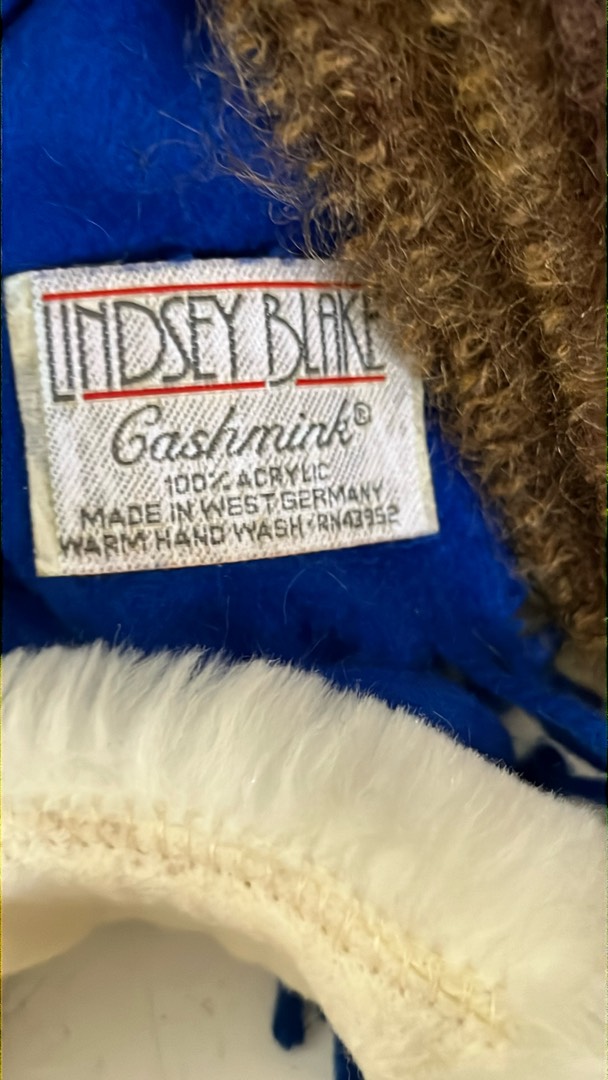 LINDSEY BLAKE
Cashmink®
100% ACRYLIC
MADE IN WEST GERMANY
WARM HAND WASH·RN43952